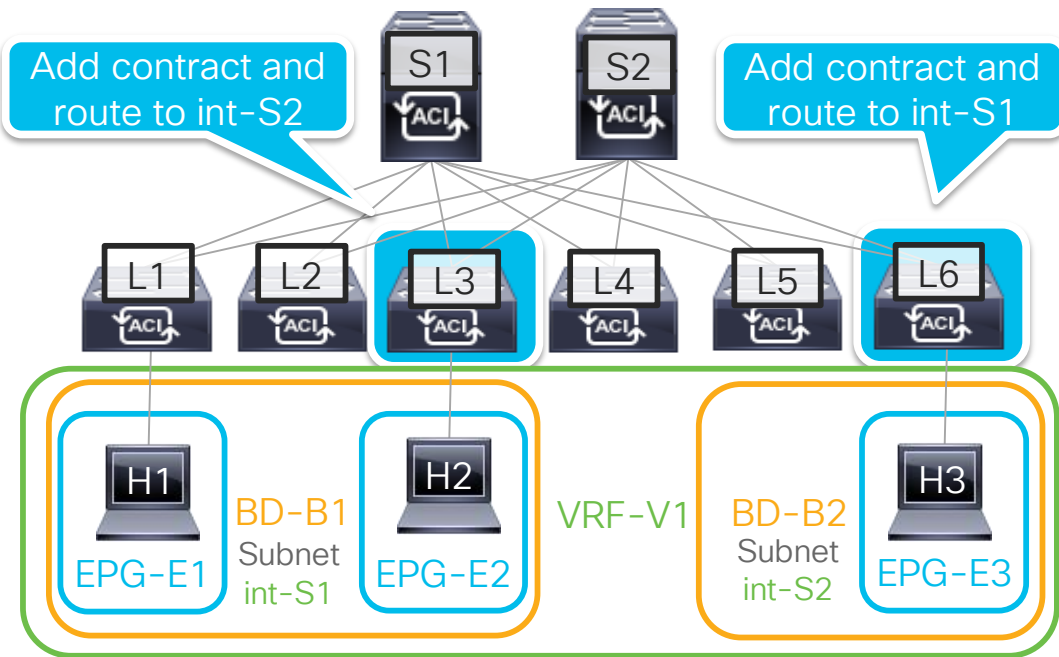 Add contract and
route to int-S2
S1
S2
Add contract and
route to int-S1
ACI
ACI
L1
L2
L3
L4
L5
L6
ACI
ACI
ACI
ACI
ACI
ACI
H1
H2
H3
BD-B1
VRF-V1
BD-B2
Subnet
Subnet
EPG-E1
int-S1
EPG-E2
int-S2
EPG-E3